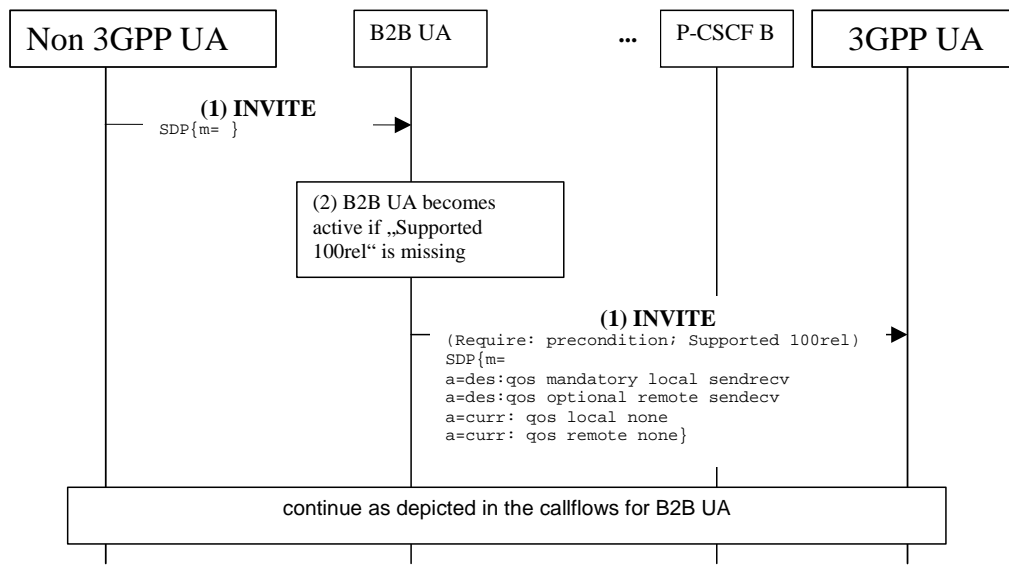 Non 3GPP UA
B2B UA
...
P-CSCF B
3GPP UA
(1) INVITE
SDP{m= }
(2) B2B UA becomes
active if „Supported
100rel“ is missing
(1) INVITE
(Require: precondition; Supported 100rel)
SDP{m=
a=des:qos mandatory local sendrecv
a=des:qos optional remote sendecv
a=curr: qos local none
a=curr: qos remote none}
continue as depicted in the callflows for B2B UA